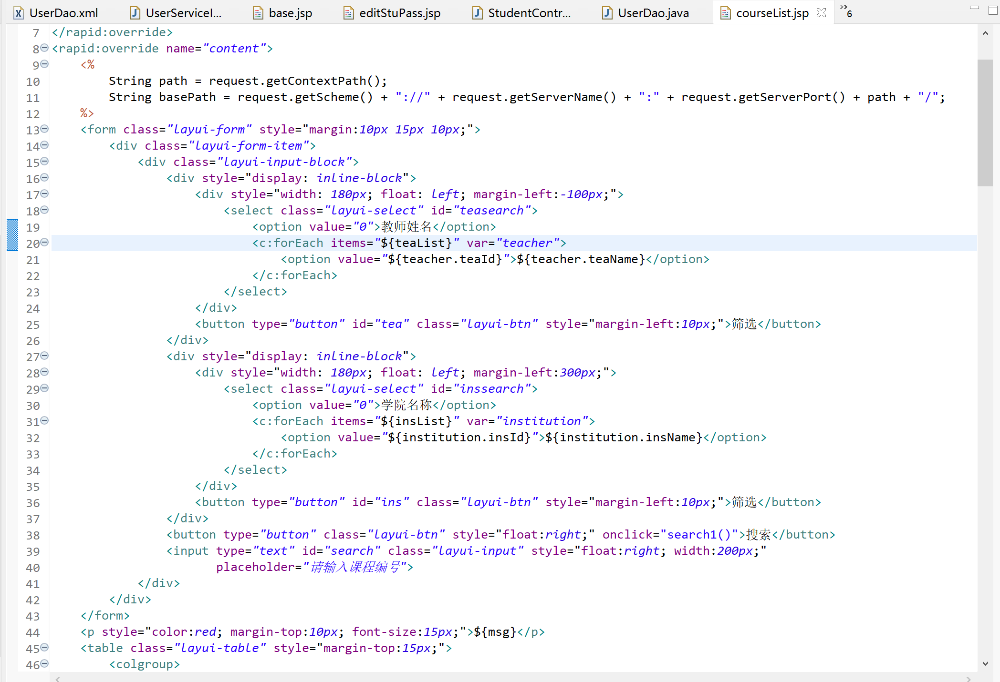 UserDao.xml UserServiceI... base.jsp editStuPass.jsp StudentContr... UserDao.java courseList.jsp »6
7 </rapid:override>
8 <rapid:override name="content">
9 <%
10 String path = request.getContextPath();
11 String basePath = request.getScheme() + "://" + request.getServerName() + ":" + request.getServerPort() + path + "/";
12 %>
13 <form class="layui-form" style="margin:10px 15px 10px;">
14 <div class="layui-form-item">
15 <div class="layui-input-block">
16 <div style="display: inline-block">
17 <div style="width: 180px; float: left; margin-left:-100px;">
18 <select class="layui-select" id="teasearch">
19 <option value="0">教师姓名</option>
20 <c:forEach items="${teaList}" var="teacher">
21 <option value="${teacher.teaId}">${teacher.teaName}</option>
22 </c:forEach>
23 </select>
24 </div>
25 <button type="button" id="tea" class="layui-btn" style="margin-left:10px;">筛选</button>
26 </div>
27 <div style="display: inline-block">
28 <div style="width: 180px; float: left; margin-left:300px;">
29 <select class="layui-select" id="inssearch">
30 <option value="0">学院名称</option>
31 <c:forEach items="${insList}" var="institution">
32 <option value="${institution.insId}">${institution.insName}</option>
33 </c:forEach>
34 </select>
35 </div>
36 <button type="button" id="ins" class="layui-btn" style="margin-left:10px;">筛选</button>
37 </div>
38 <button type="button" class="layui-btn" style="float:right;" onclick="search1()">搜索</button>
39 <input type="text" id="search" class="layui-input" style="float:right; width:200px;"
40 placeholder="请输入课程编号">
41 </div>
42 </div>
43 </form>
44 <p style="color:red; margin-top:10px; font-size:15px;">${msg}</p>
45 <table class="layui-table" style="margin-top:15px;">
46 <colgroup>